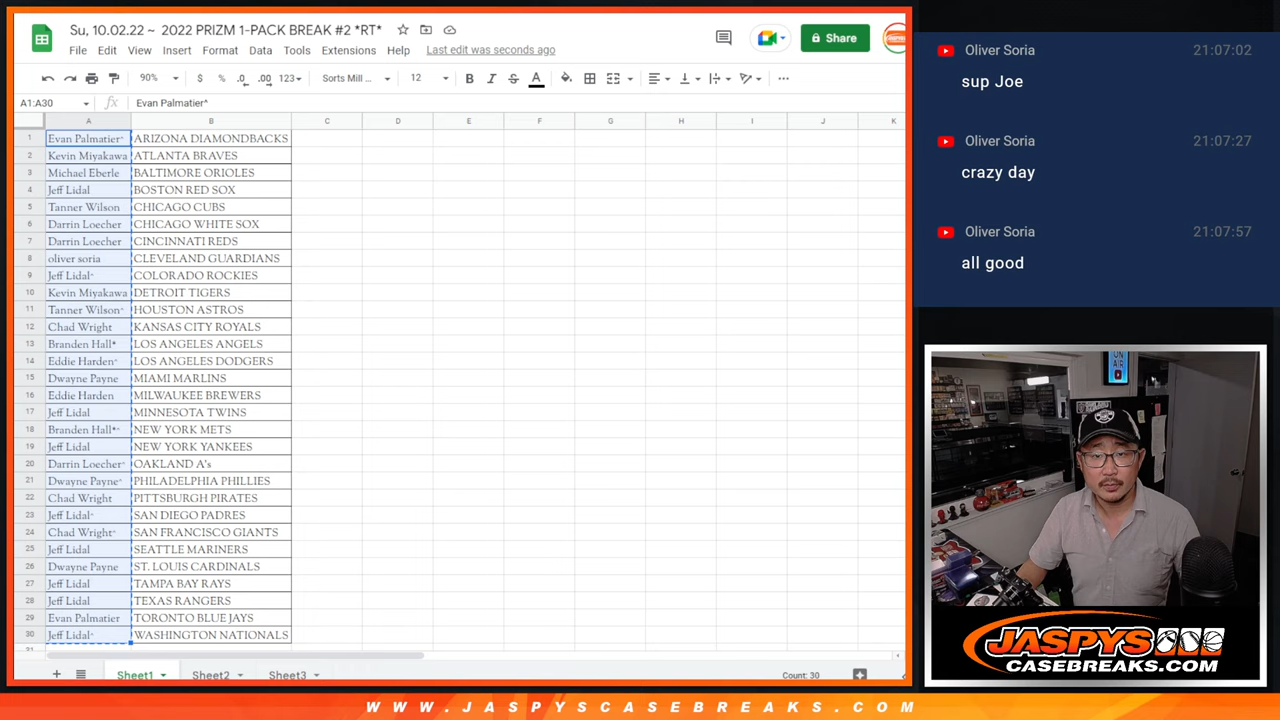 Su, 10.02.22 ~ 2022 PRIZM 1-PACK BREAK #2 *RT*
File Edit View Insert Format Data Tools Extensions Help Last edit was seconds ago
Share
90% $ % .0 .00 123 Sorts Mill ... 12 B I S A
A1:A30 fx Evan Palmatier^
A B C D E F G H I J K
1 Evan Palmatier^ ARIZONA DIAMONDBACKS
2 Kevin Miyakawa ATLANTA BRAVES
3 Michael Eberle BALTIMORE ORIOLES
4 Jeff Lidal BOSTON RED SOX
5 Tanner Wilson CHICAGO CUBS
6 Darrin Loecher CHICAGO WHITE SOX
7 Darrin Loecher CINCINNATI REDS
8 oliver soria CLEVELAND GUARDIANS
9 Jeff Lidal^ COLORADO ROCKIES
10 Kevin Miyakawa DETROIT TIGERS
11 Tanner Wilson^ HOUSTON ASTROS
12 Chad Wright KANSAS CITY ROYALS
13 Branden Hall* LOS ANGELES ANGELS
14 Eddie Harden^ LOS ANGELES DODGERS
15 Dwayne Payne MIAMI MARLINS
16 Eddie Harden MILWAUKEE BREWERS
17 Jeff Lidal MINNESOTA TWINS
18 Branden Hall*^ NEW YORK METS
19 Jeff Lidal NEW YORK YANKEES
20 Darrin Loecher^ OAKLAND A's
21 Dwayne Payne^ PHILADELPHIA PHILLIES
22 Chad Wright PITTSBURGH PIRATES
23 Jeff Lidal^ SAN DIEGO PADRES
24 Chad Wright^ SAN FRANCISCO GIANTS
25 Jeff Lidal SEATTLE MARINERS
26 Dwayne Payne ST. LOUIS CARDINALS
27 Jeff Lidal TAMPA BAY RAYS
28 Jeff Lidal TEXAS RANGERS
29 Evan Palmatier TORONTO BLUE JAYS
30 Jeff Lidal^ WASHINGTON NATIONALS
Sheet1 Sheet2 Sheet3 Count: 30
Oliver Soria 21:07:02
sup Joe
Oliver Soria 21:07:27
crazy day
Oliver Soria 21:07:57
all good
ON AIR
JASPYS
CASEBREAKS.COM
WWW.JASPYSCASEBREAKS.COM